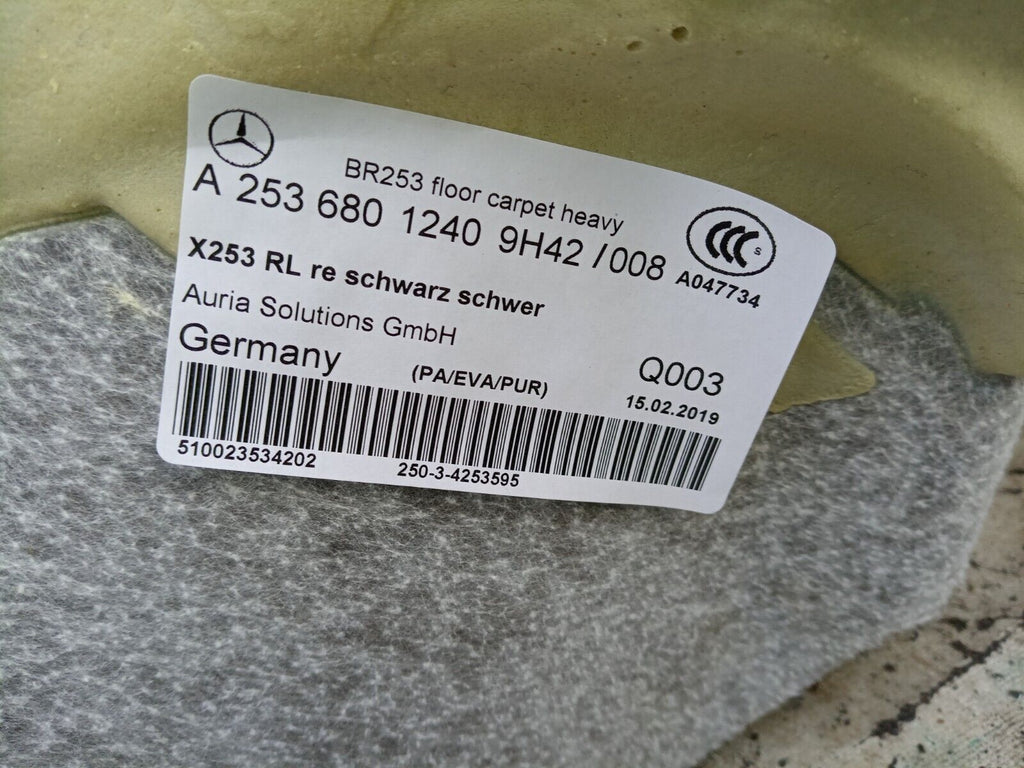 BR253 floor carpet heavy
A 253 680 1240 9H42 /008
CCC S
A047734
X253 RL re schwarz schwer
Auria Solutions GmbH
Germany
(PA/EVA/PUR)
Q003
15.02.2019
510023534202
250-3-4253595